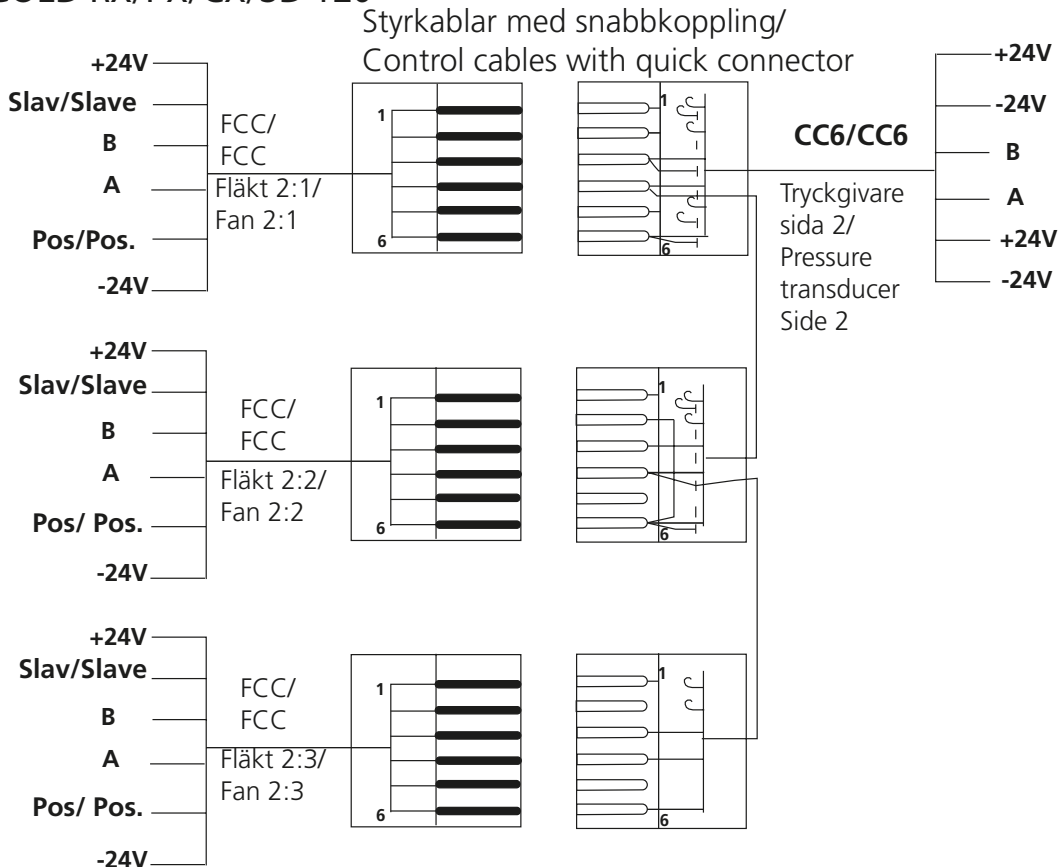 Styrkablar med snabbkoppling/
Control cables with quick connector
+24V
Slav/Slave
B
A
Pos/Pos.
-24V
FCC/
FCC
Fläkt 2:1/
Fan 2:1
1
6
1
6
CC6/CC6
Tryckgivare
sida 2/
Pressure
transducer
Side 2
+24V
-24V
B
A
+24V
-24V
+24V
Slav/Slave
B
A
Pos/ Pos.
-24V
FCC/
FCC
Fläkt 2:2/
Fan 2:2
1
6
1
6
+24V
Slav/Slave
B
A
Pos/ Pos.
-24V
FCC/
FCC
Fläkt 2:3/
Fan 2:3
1
6
1
6